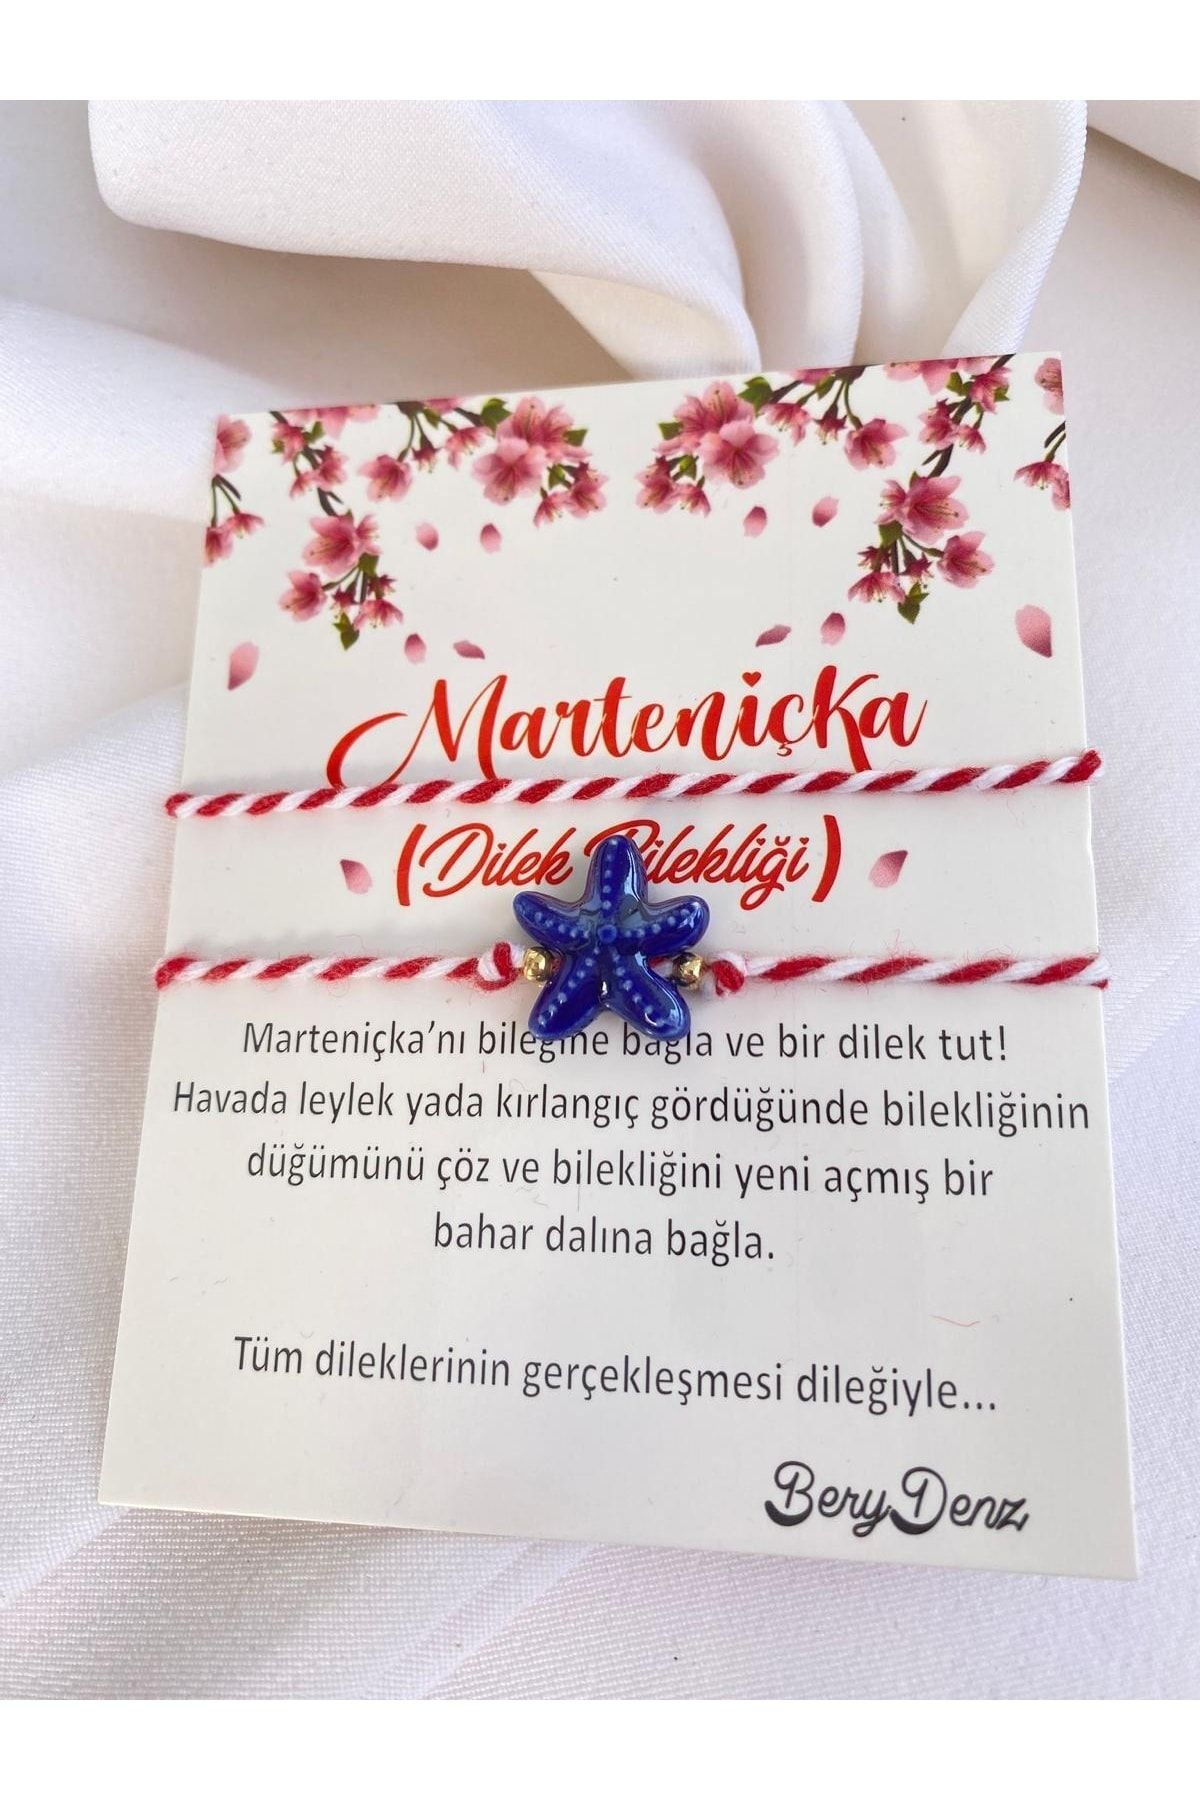 Marteniçka
(Dilek Bilekliği)
Marteniçka'nı bileğine bağla ve bir dilek tut!
Havada leylek yada kırlangıç gördüğünde bilekliğinin
düğümünü çöz ve bilekliğini yeni açmış bir
bahar dalına bağla.
Tüm dileklerinin gerçekleşmesi dileğiyle...
BeryDenz